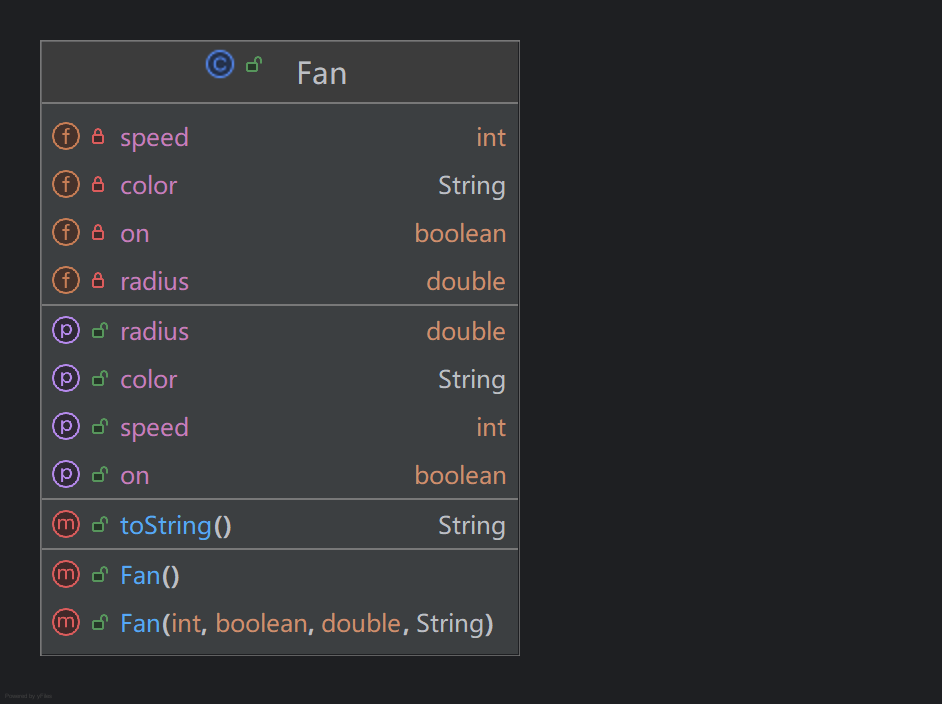 C Fan
f speed int
f color String
f on boolean
f radius double
p radius double
p color String
p speed int
p on boolean
m toString() String
m Fan()
m Fan(int, boolean, double, String)
Powered by yFiles